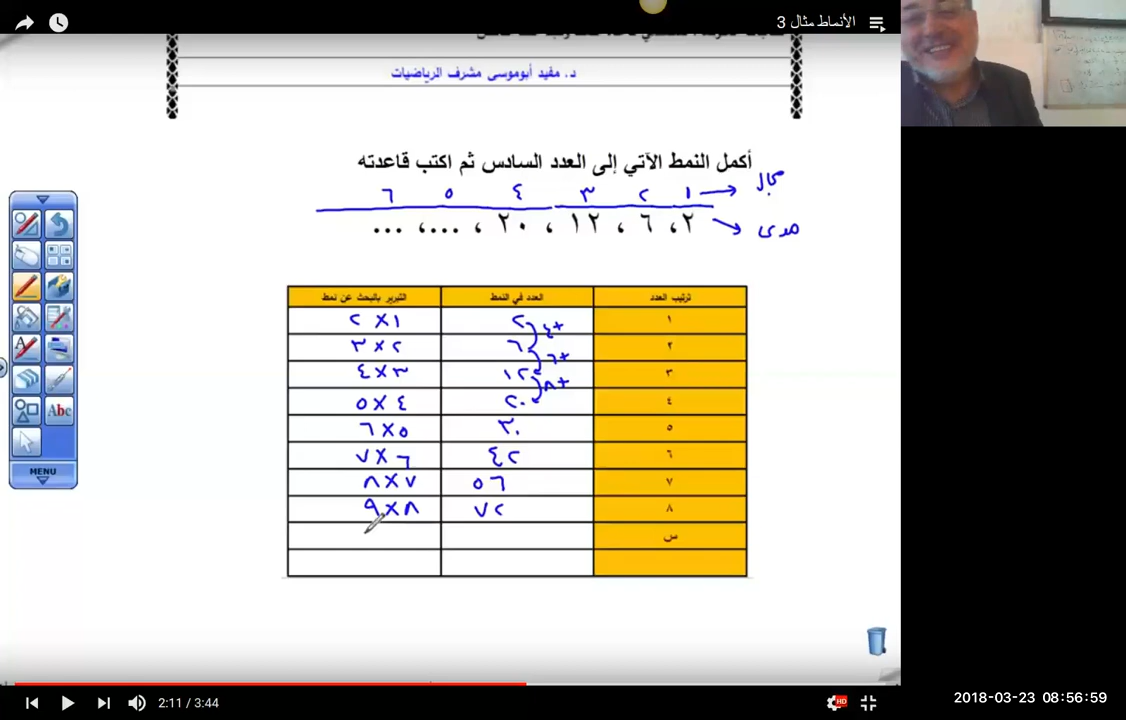 الأنماط مثال 3
د. مفيد أبوموسى مشرف الرياضيات
أكمل النمط الآتي إلى العدد السادس ثم اكتب قاعدته
١ ٢ ٣ ٤ ٥ ٦ مجال
٢ ، ٦ ، ١٢ ، ٢٠ ، .... ، ... مدى
ترتيب العدد العدد في النمط التبرير بالبحث عن نمط
١ ٢ ١×٢
+٤
٢ ٦ ٢×٣
+٦
٣ ١٢ ٣×٤
+٨
٤ ٢٠ ٤×٥
٥ ٣٠ ٥×٦
٦ ٤٢ ٦×٧
٧ ٥٦ ٧×٨
٨ ٧٢ ٨×٩
س
Abc
MENU
2:11 / 3:44
HD
2018-03-23 08:56:59